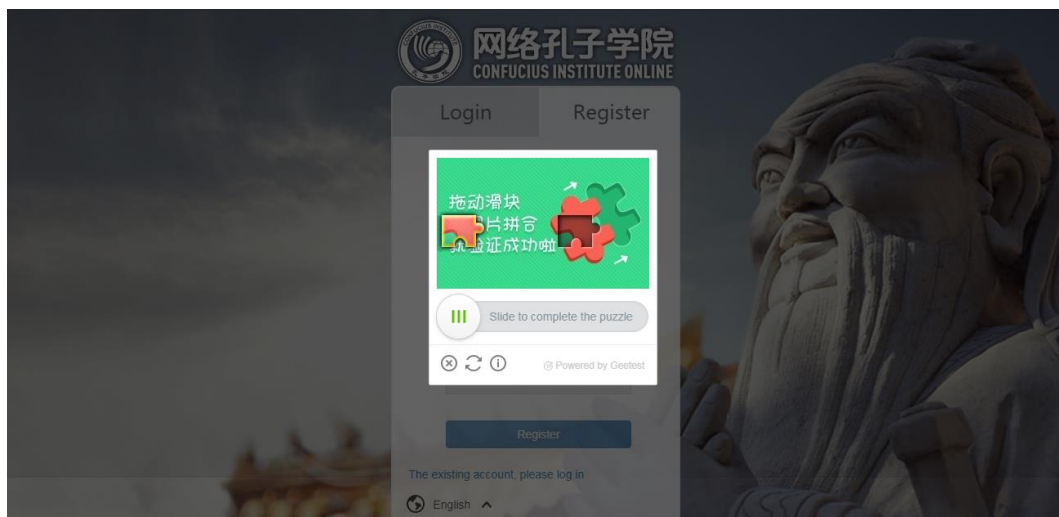 网络孔子学院
CONFUCIUS INSTITUTE ONLINE
Login
Register
拖动滑块
片拼合
证成功啦
Slide to complete the puzzle
Powered by Geetest
Register
The existing account, please log in
English